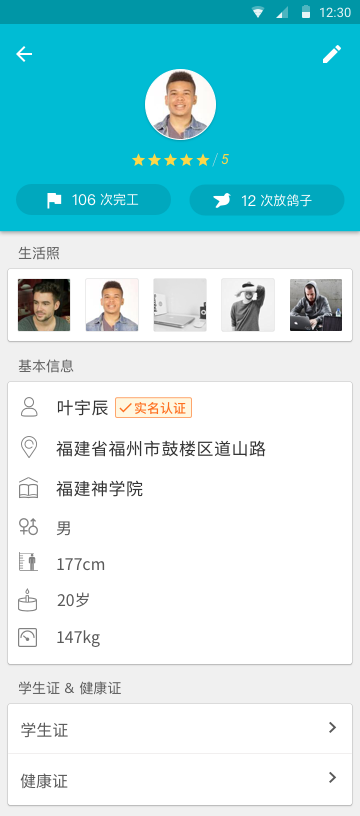 12:30
/ 5
106 次完工
12 次放鸽子
生活照
基本信息
叶宇辰 实名认证
福建省福州市鼓楼区道山路
福建神学院
男
177cm
20岁
147kg
学生证 & 健康证
学生证
健康证